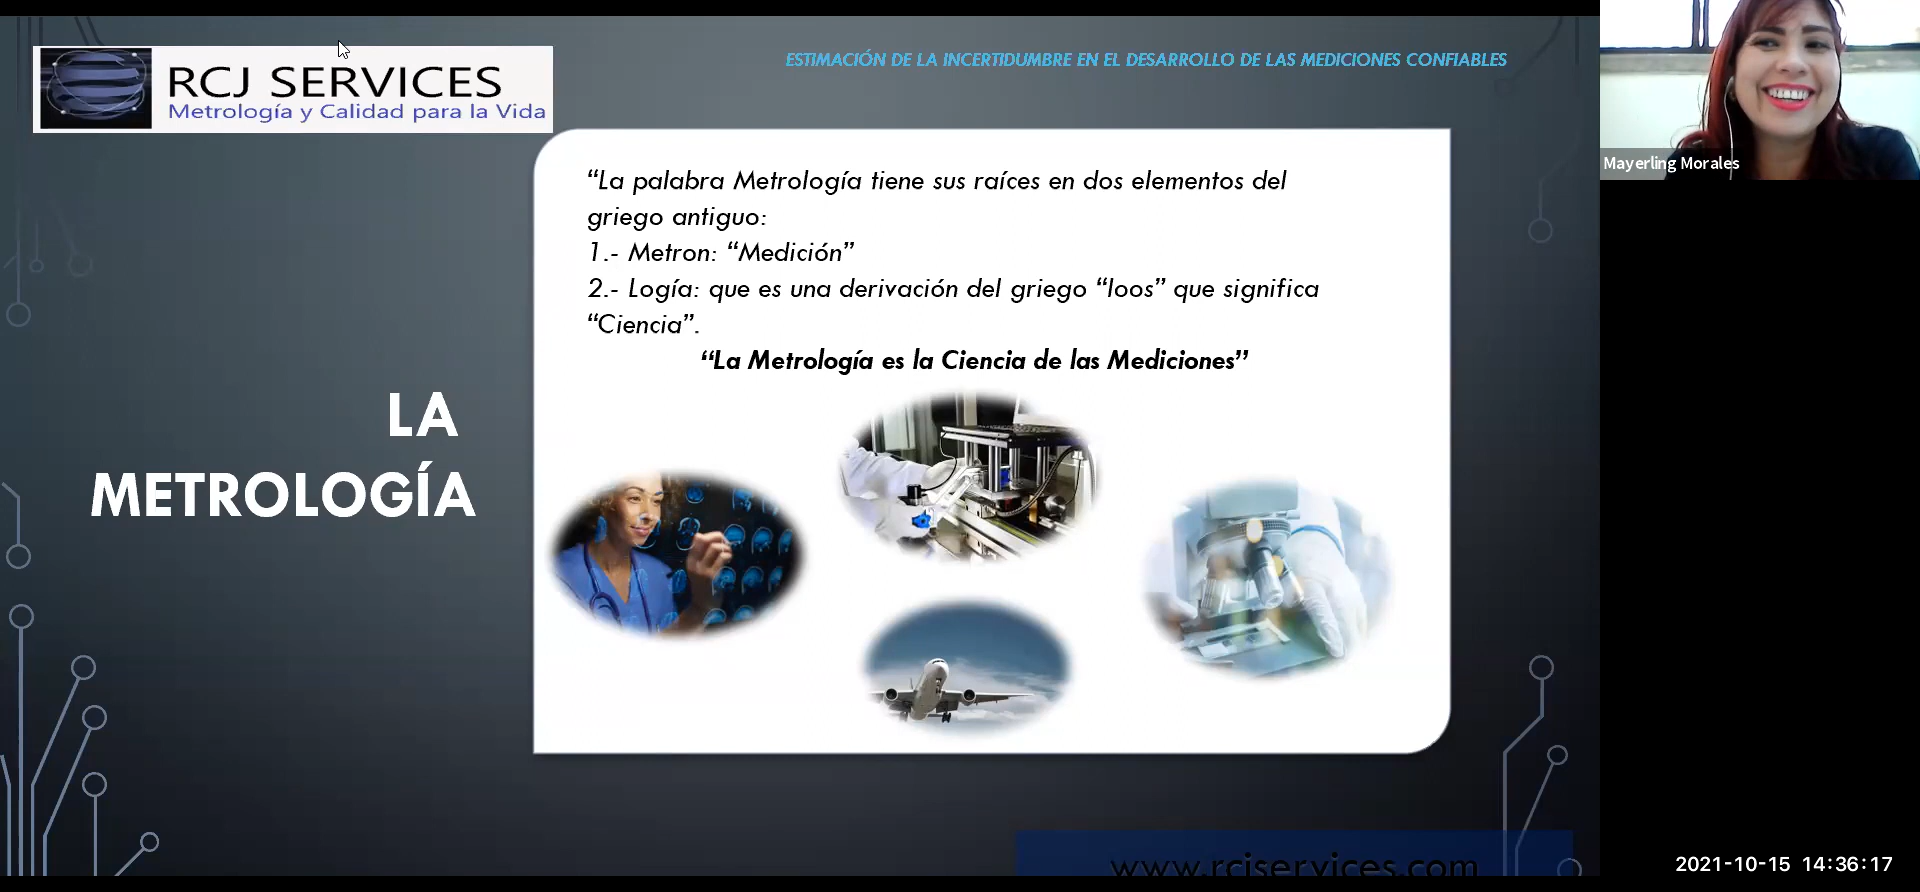 RCJ SERVICES
Metrología y Calidad para la Vida
ESTIMACIÓN DE LA INCERTIDUMBRE EN EL DESARROLLO DE LAS MEDICIONES CONFIABLES
Mayerling Morales
“La palabra Metrología tiene sus raíces en dos elementos del
griego antiguo:
1.- Metron: “Medición”
2.- Logía: que es una derivación del griego “loos” que significa
“Ciencia”.
“La Metrología es la Ciencia de las Mediciones”
LA
METROLOGÍA
www.rcjservices.com
2021-10-15 14:36:17